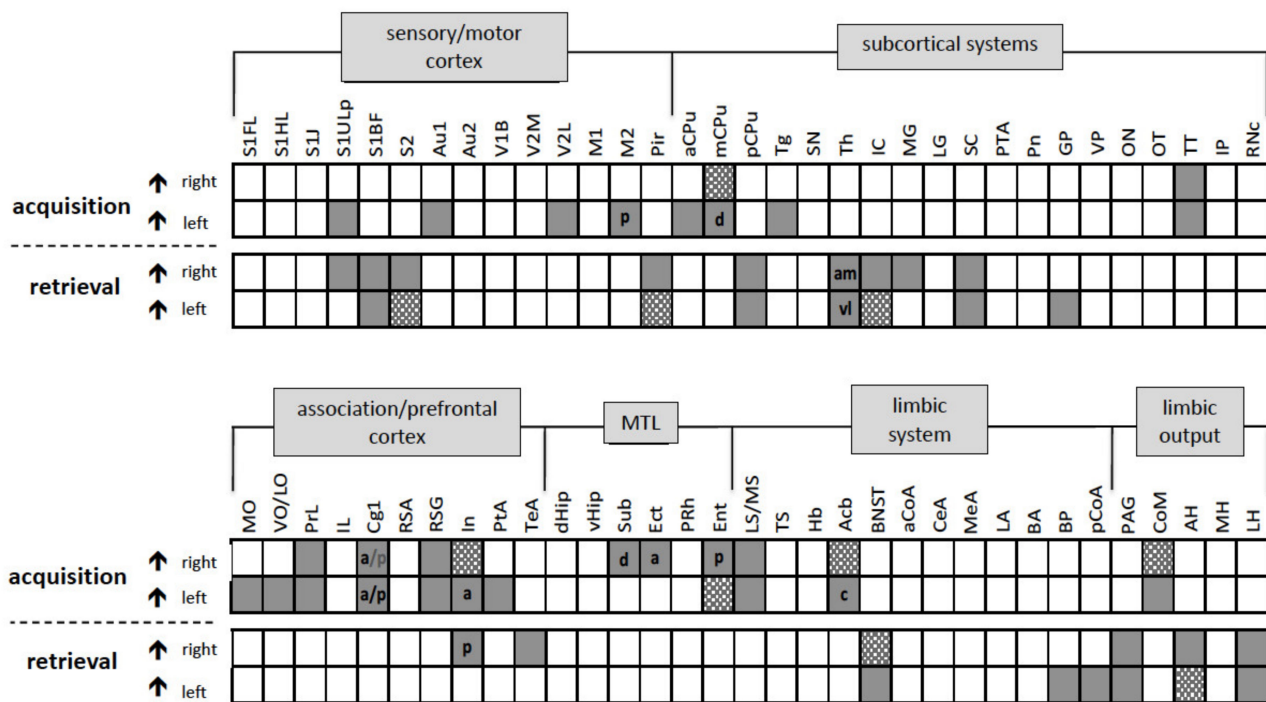 sensory/motor
cortex
subcortical systems
S1FL S1HL S1J S1ULp S1BF S2 Au1 Au2 V1B V2M V2L M1 M2 Pir aCPu mCPu pCPu Tg SN Th IC MG LG SC PTA Pn GP VP ON OT TT IP RNc
acquisition
↑ right
↑ left p d
retrieval
↑ right am
↑ left vl
association/prefrontal
cortex
MTL
limbic
system
limbic
output
MO VO/LO PrL IL Cg1 RSA RSG In PtA TeA dHip vHip Sub Ect PRh Ent LS/MS TS Hb Acb BNST aCoA CeA MeA LA BA BP pCoA PAG CoM AH MH LH
acquisition
↑ right a/p d a p
↑ left a/p a c
retrieval
↑ right p
↑ left